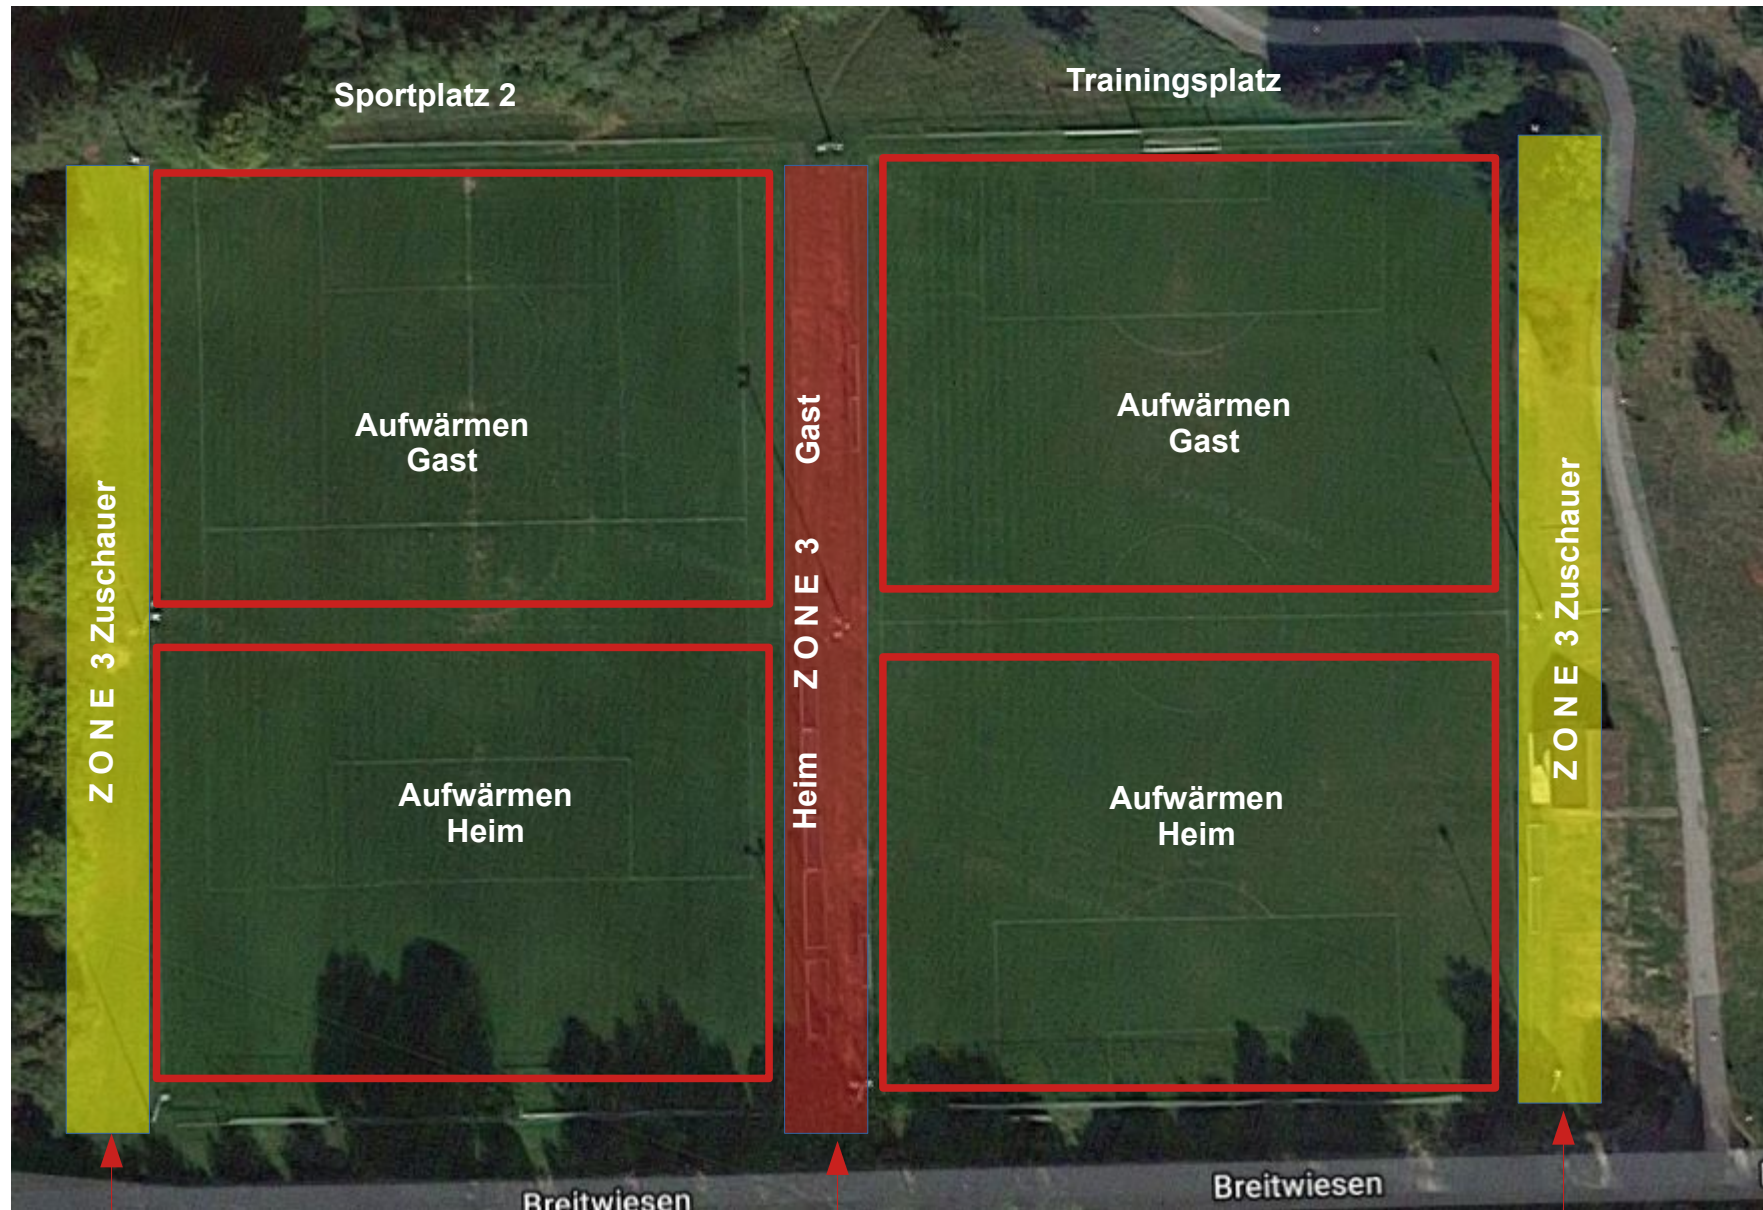 Sportplatz 2
Trainingsplatz
Aufwärmen
Gast
Aufwärmen
Gast
ZONE 3 Zuschauer
Heim ZONE 3 Gast
ZONE 3 Zuschauer
Aufwärmen
Heim
Aufwärmen
Heim
Breitwiesen
Breitwiesen